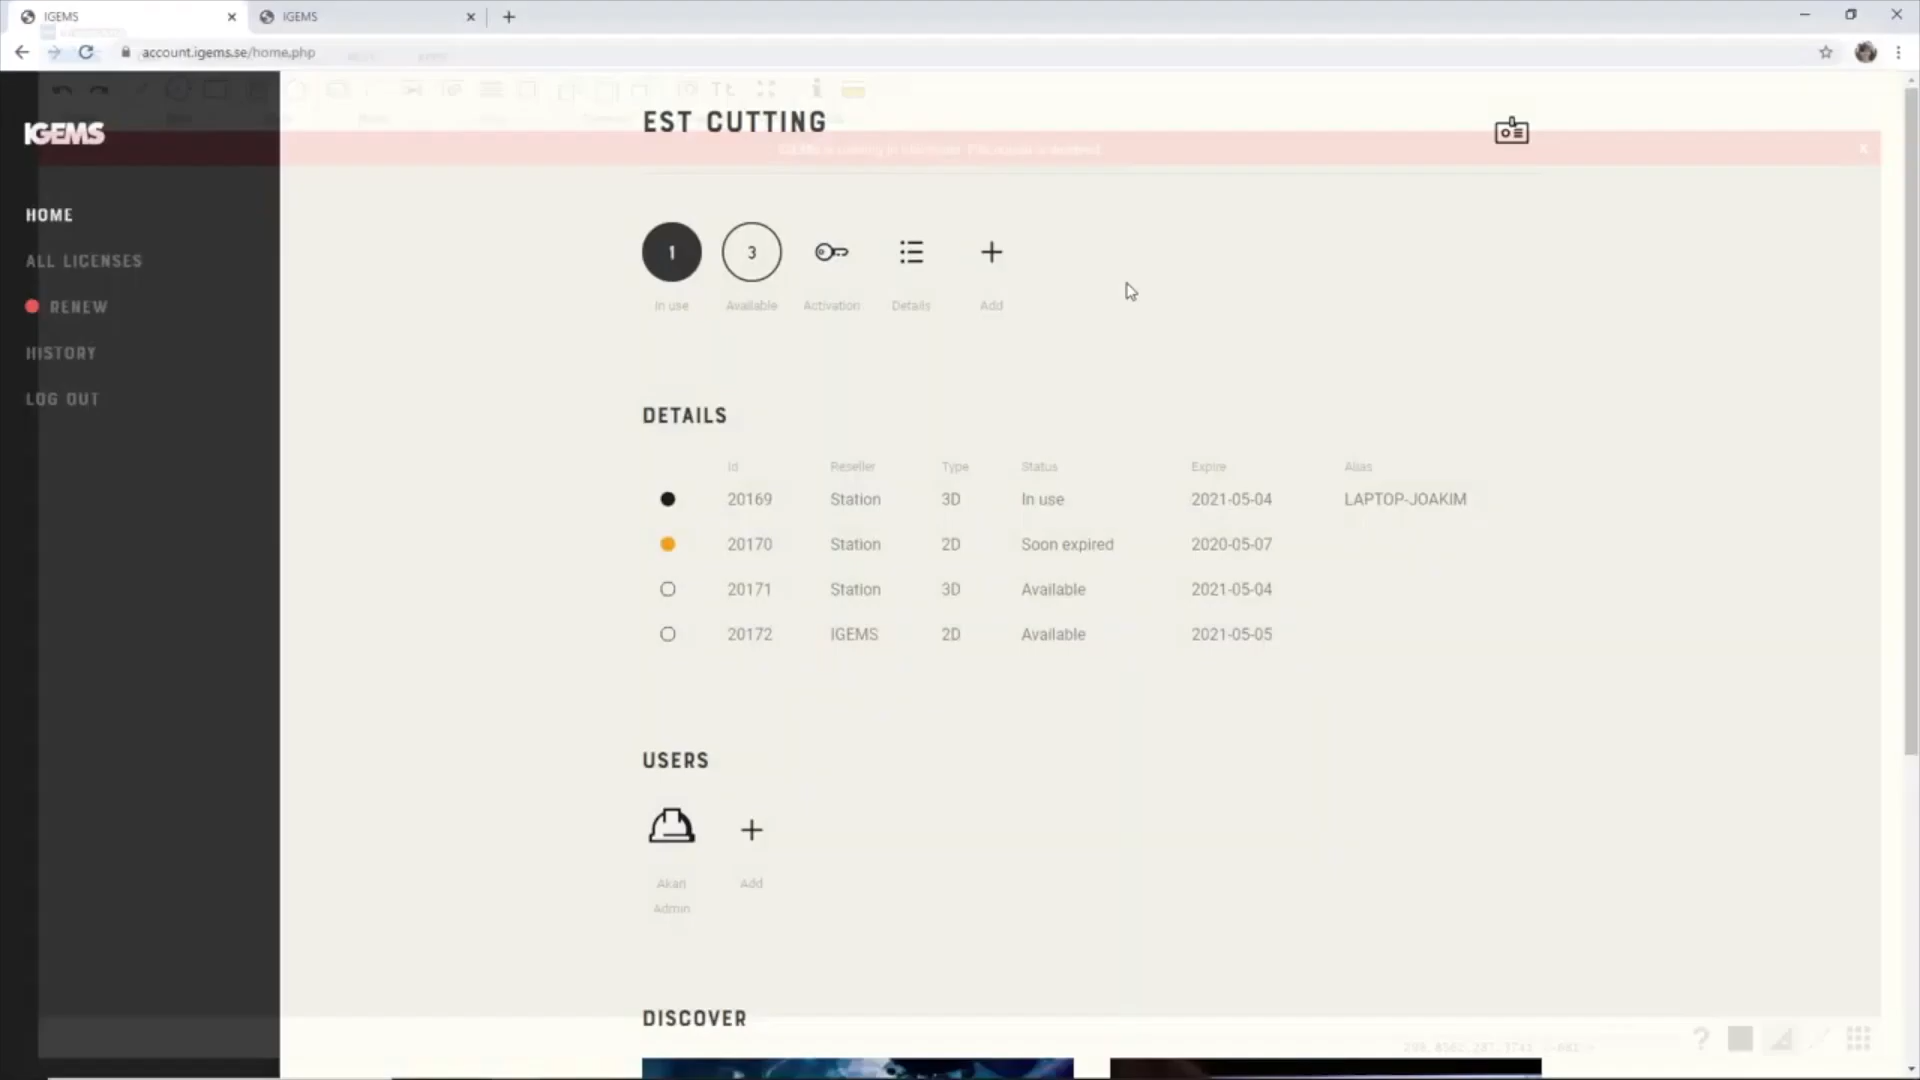 IGEMS
IGEMS
account.igems.se/home.php
IGEMS
EST CUTTING
HOME
ALL LICENSES
RENEW
HISTORY
LOG OUT
1
3
In use
Available
Activation
Details
Add
DETAILS
Id Reseller Type Status Expire Alias
20169 Station 3D In use 2021-05-04 LAPTOP-JOAKIM
20170 Station 2D Soon expired 2020-05-07
20171 Station 3D Available 2021-05-04
20172 IGEMS 2D Available 2021-05-05
USERS
Akari Add
Admin
DISCOVER